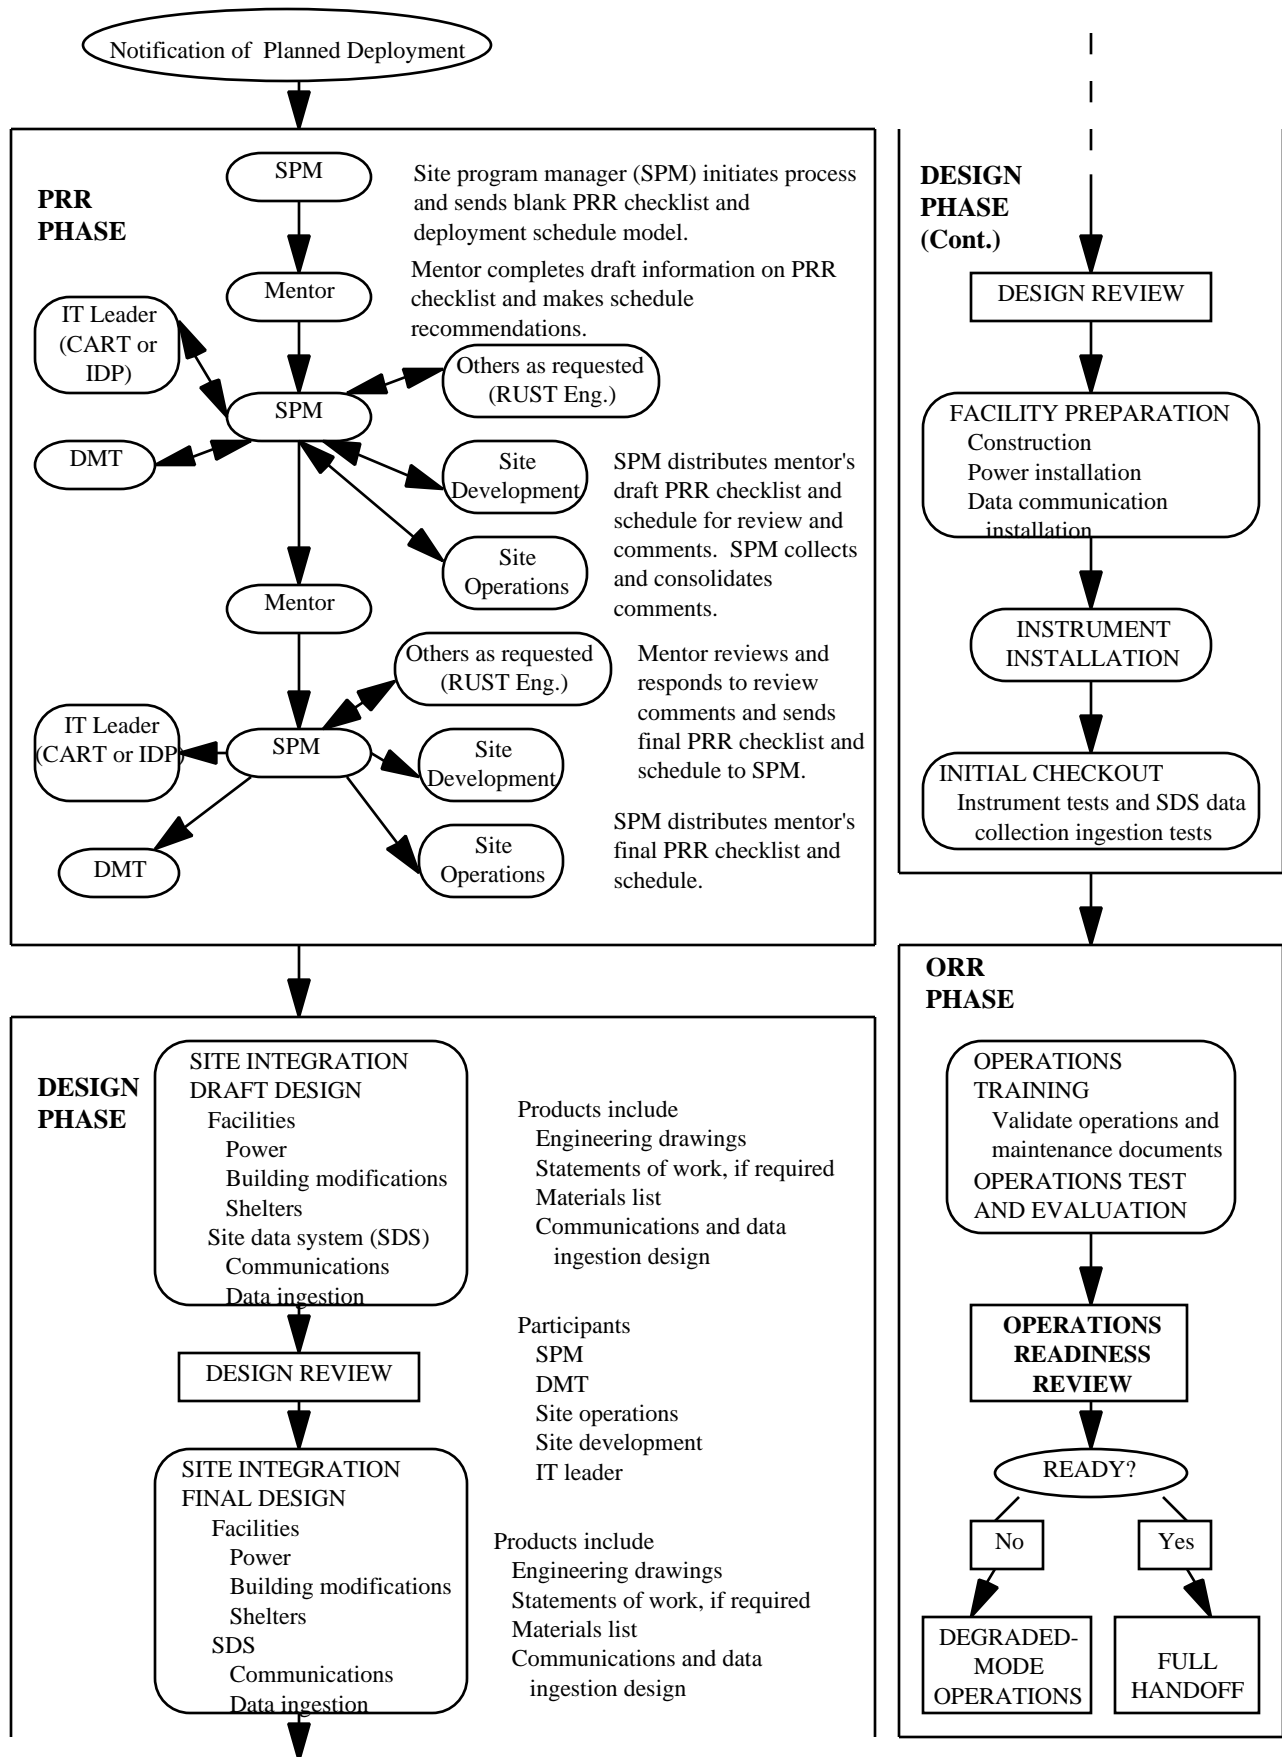 Notification of Planned Deployment
PRR
PHASE
SPM
Site program manager (SPM) initiates process
and sends blank PRR checklist and
deployment schedule model.
Mentor
Mentor completes draft information on PRR
checklist and makes schedule
recommendations.
IT Leader
(CART or
IDP)
Others as requested
(RUST Eng.)
SPM
DMT
Site
Development
SPM distributes mentor's
draft PRR checklist and
schedule for review and
comments. SPM collects
and consolidates
comments.
Site
Operations
Mentor
Others as requested
(RUST Eng.)
Mentor reviews and
responds to review
comments and sends
final PRR checklist and
schedule to SPM.
IT Leader
(CART or IDP)
SPM
Site
Development
DMT
Site
Operations
SPM distributes mentor's
final PRR checklist and
schedule.
DESIGN
PHASE
SITE INTEGRATION
DRAFT DESIGN
Facilities
Power
Building modifications
Shelters
Site data system (SDS)
Communications
Data ingestion
Products include
Engineering drawings
Statements of work, if required
Materials list
Communications and data
ingestion design
DESIGN REVIEW
Participants
SPM
DMT
Site operations
Site development
IT leader
SITE INTEGRATION
FINAL DESIGN
Facilities
Power
Building modifications
Shelters
SDS
Communications
Data ingestion
Products include
Engineering drawings
Statements of work, if required
Materials list
Communications and data
ingestion design
DESIGN
PHASE
(Cont.)
DESIGN REVIEW
FACILITY PREPARATION
Construction
Power installation
Data communication
installation
INSTRUMENT
INSTALLATION
INITIAL CHECKOUT
Instrument tests and SDS data
collection ingestion tests
ORR
PHASE
OPERATIONS
TRAINING
Validate operations and
maintenance documents
OPERATIONS TEST
AND EVALUATION
OPERATIONS
READINESS
REVIEW
READY?
No
Yes
DEGRADED-
MODE
OPERATIONS
FULL
HANDOFF